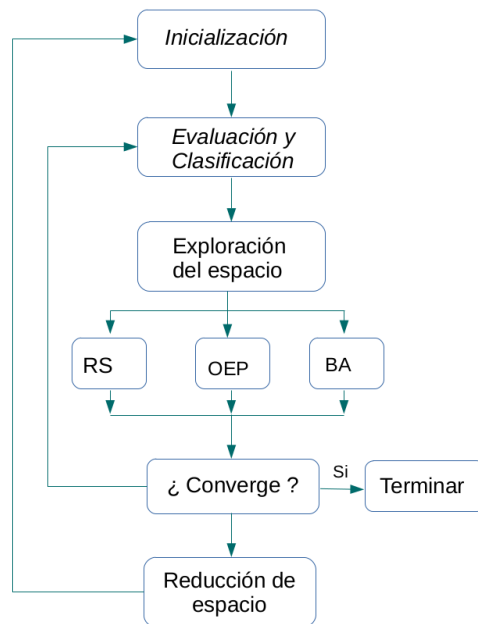 Inicialización
Evaluación y
Clasificación
Exploración
del espacio
RS
OEP
BA
¿ Converge ?
Si
Terminar
Reducción de
espacio